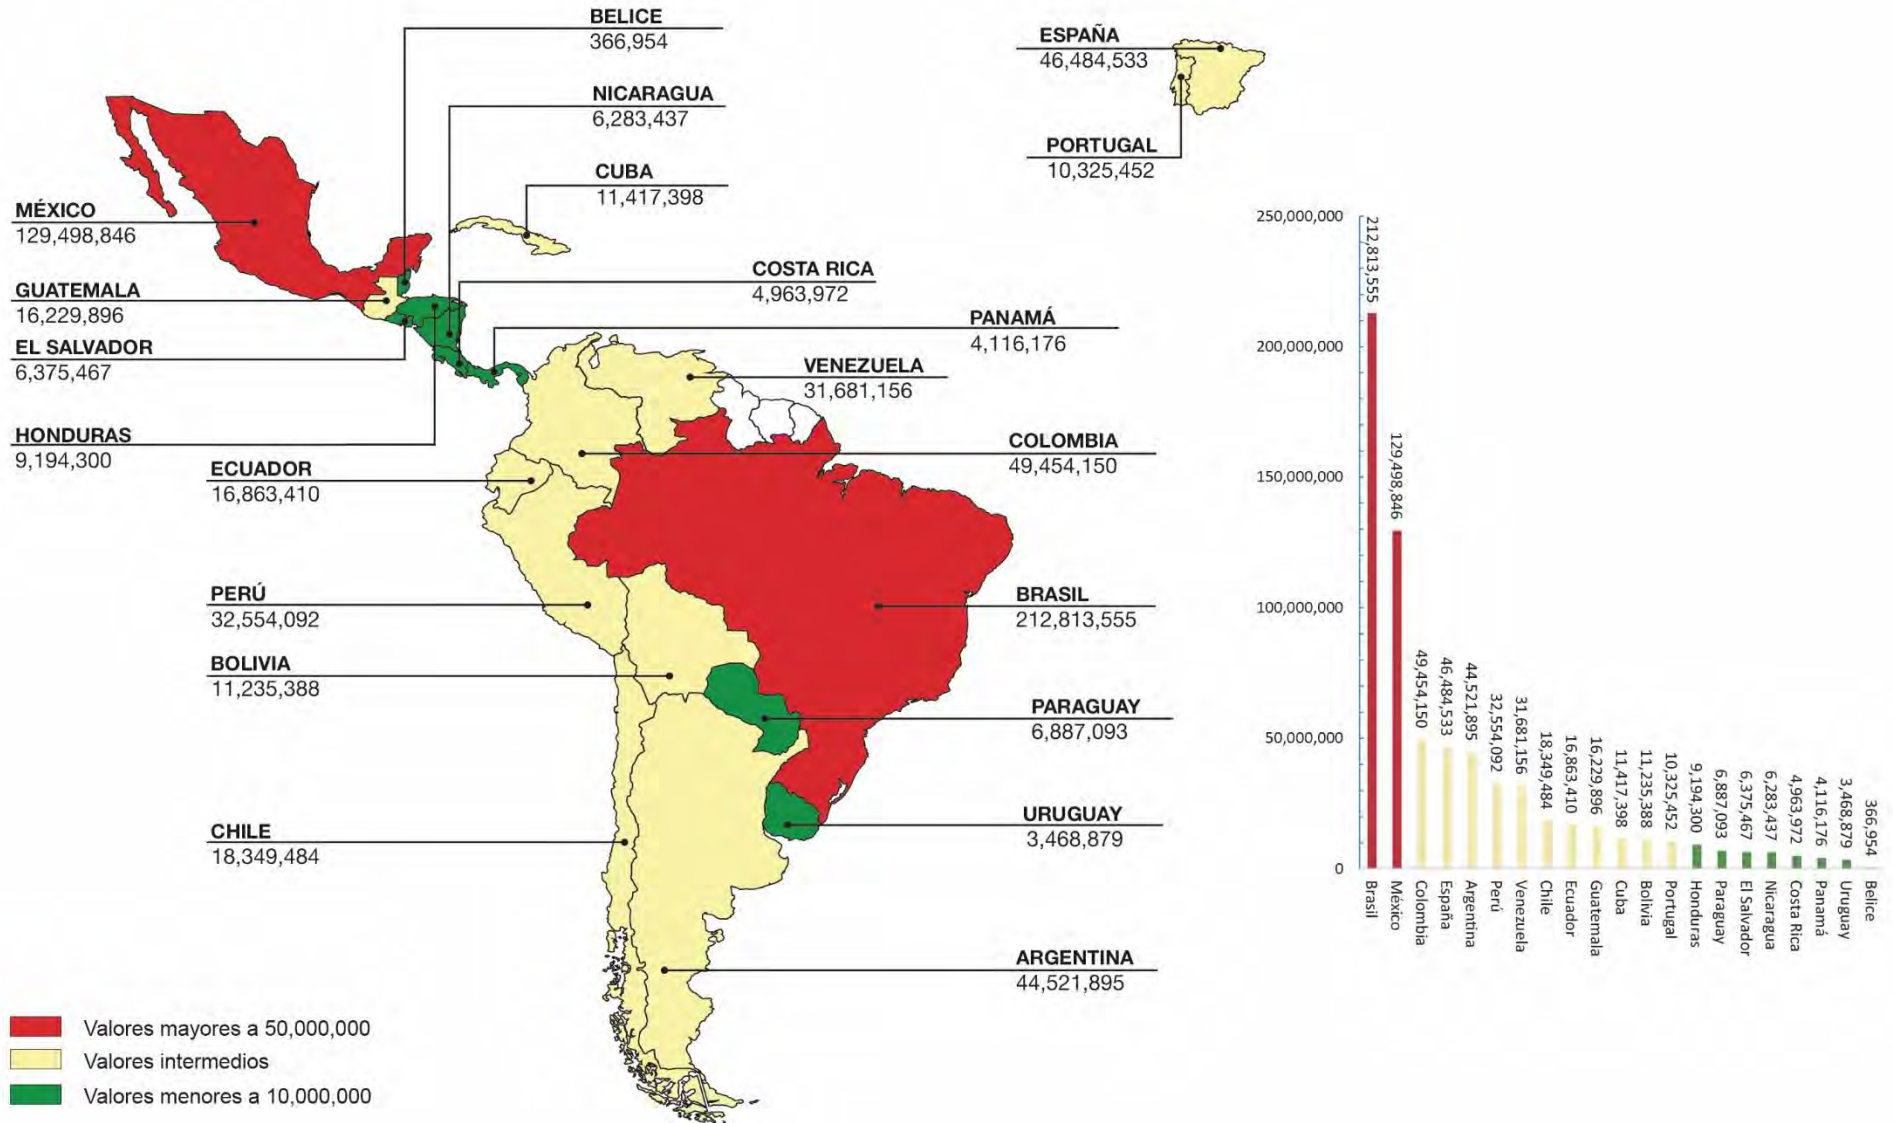 BELICE
366,954
NICARAGUA
6,283,437
CUBA
11,417,398
ESPAÑA
46,484,533
PORTUGAL
10,325,452
MÉXICO
129,498,846
GUATEMALA
16,229,896
EL SALVADOR
6,375,467
HONDURAS
9,194,300
COSTA RICA
4,963,972
PANAMÁ
4,116,176
VENEZUELA
31,681,156
COLOMBIA
49,454,150
ECUADOR
16,863,410
PERÚ
32,554,092
BOLIVIA
11,235,388
BRASIL
212,813,555
PARAGUAY
6,887,093
URUGUAY
3,468,879
CHILE
18,349,484
ARGENTINA
44,521,895
Valores mayores a 50,000,000
Valores intermedios
Valores menores a 10,000,000
250,000,000
200,000,000
150,000,000
100,000,000
50,000,000
0
212,813,555
129,498,846
49,454,150
46,484,533
44,521,895
32,554,092
31,681,156
18,349,484
16,863,410
16,229,896
11,417,398
11,235,388
10,325,452
9,194,300
6,887,093
6,375,467
6,283,437
4,963,972
4,116,176
3,468,879
366,954
Brasil
México
Colombia
España
Argentina
Perú
Venezuela
Chile
Ecuador
Guatemala
Cuba
Bolivia
Portugal
Honduras
Paraguay
El Salvador
Nicaragua
Costa Rica
Panamá
Uruguay
Belice